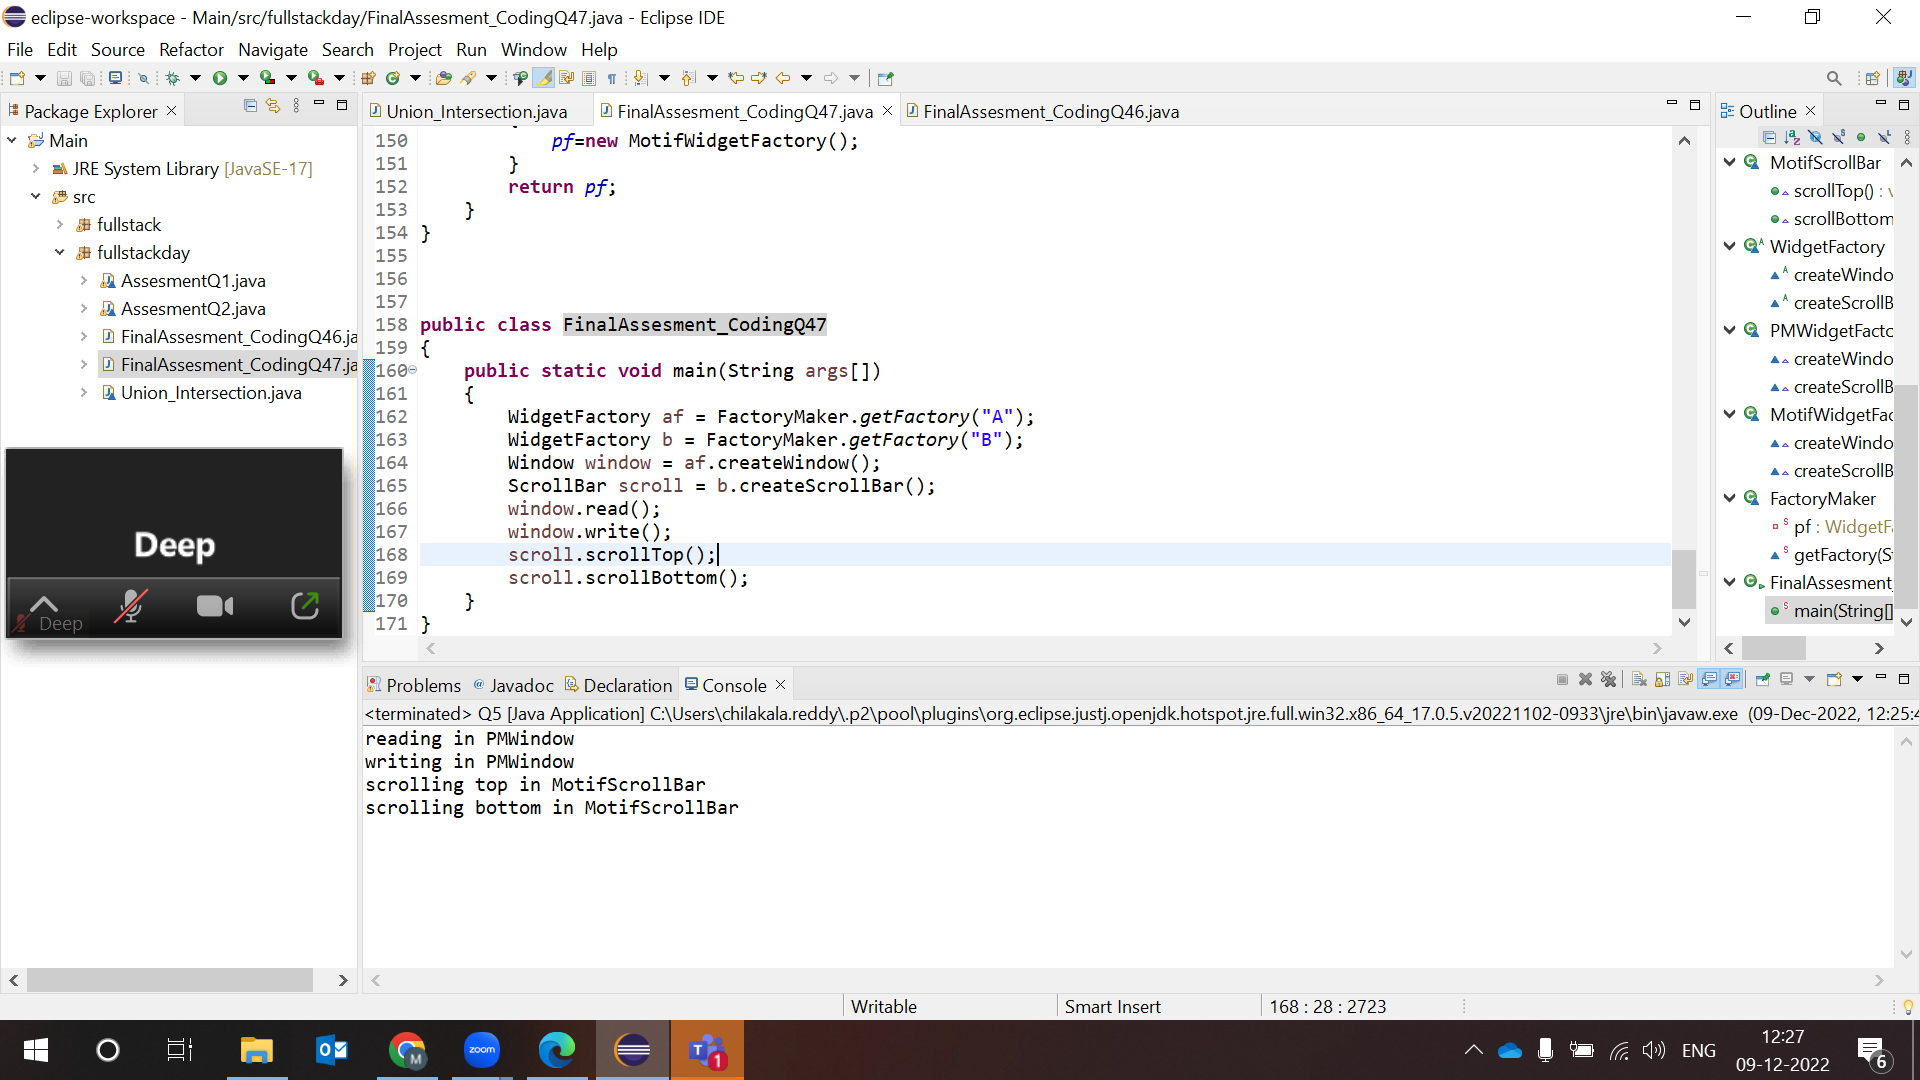 eclipse-workspace - Main/src/fullstackday/FinalAssesment_CodingQ47.java - Eclipse IDE
File Edit Source Refactor Navigate Search Project Run Window Help
Package Explorer
Main
JRE System Library [JavaSE-17]
src
fullstack
fullstackday
AssesmentQ1.java
AssesmentQ2.java
FinalAssesment_CodingQ46.ja
FinalAssesment_CodingQ47.ja
Union_Intersection.java
Deep
Deep
Union_Intersection.java FinalAssesment_CodingQ47.java FinalAssesment_CodingQ46.java
150 pf=new MotifWidgetFactory();
151 }
152 return pf;
153 }
154 }
155
156
157
158 public class FinalAssesment_CodingQ47
159 {
160 public static void main(String args[])
161 {
162 WidgetFactory af = FactoryMaker.getFactory("A");
163 WidgetFactory b = FactoryMaker.getFactory("B");
164 Window window = af.createWindow();
165 ScrollBar scroll = b.createScrollBar();
166 window.read();
167 window.write();
168 scroll.scrollTop();
169 scroll.scrollBottom();
170 }
171 }
Outline
MotifScrollBar
scrollTop() : v
scrollBottom
WidgetFactory
createWindo
createScrollB
PMWidgetFacto
createWindo
createScrollB
MotifWidgetFac
createWindo
createScrollB
FactoryMaker
pf : WidgetFa
getFactory(S
FinalAssesment_
main(String[]
Problems Javadoc Declaration Console
<terminated> Q5 [Java Application] C:\Users\chilakala.reddy\.p2\pool\plugins\org.eclipse.justj.openjdk.hotspot.jre.full.win32.x86_64_17.0.5.v20221102-0933\jre\bin\javaw.exe (09-Dec-2022, 12:25:4
reading in PMWindow
writing in PMWindow
scrolling top in MotifScrollBar
scrolling bottom in MotifScrollBar
Writable Smart Insert 168 : 28 : 2723
M zoom T 1 ENG 12:27 6
09-12-2022